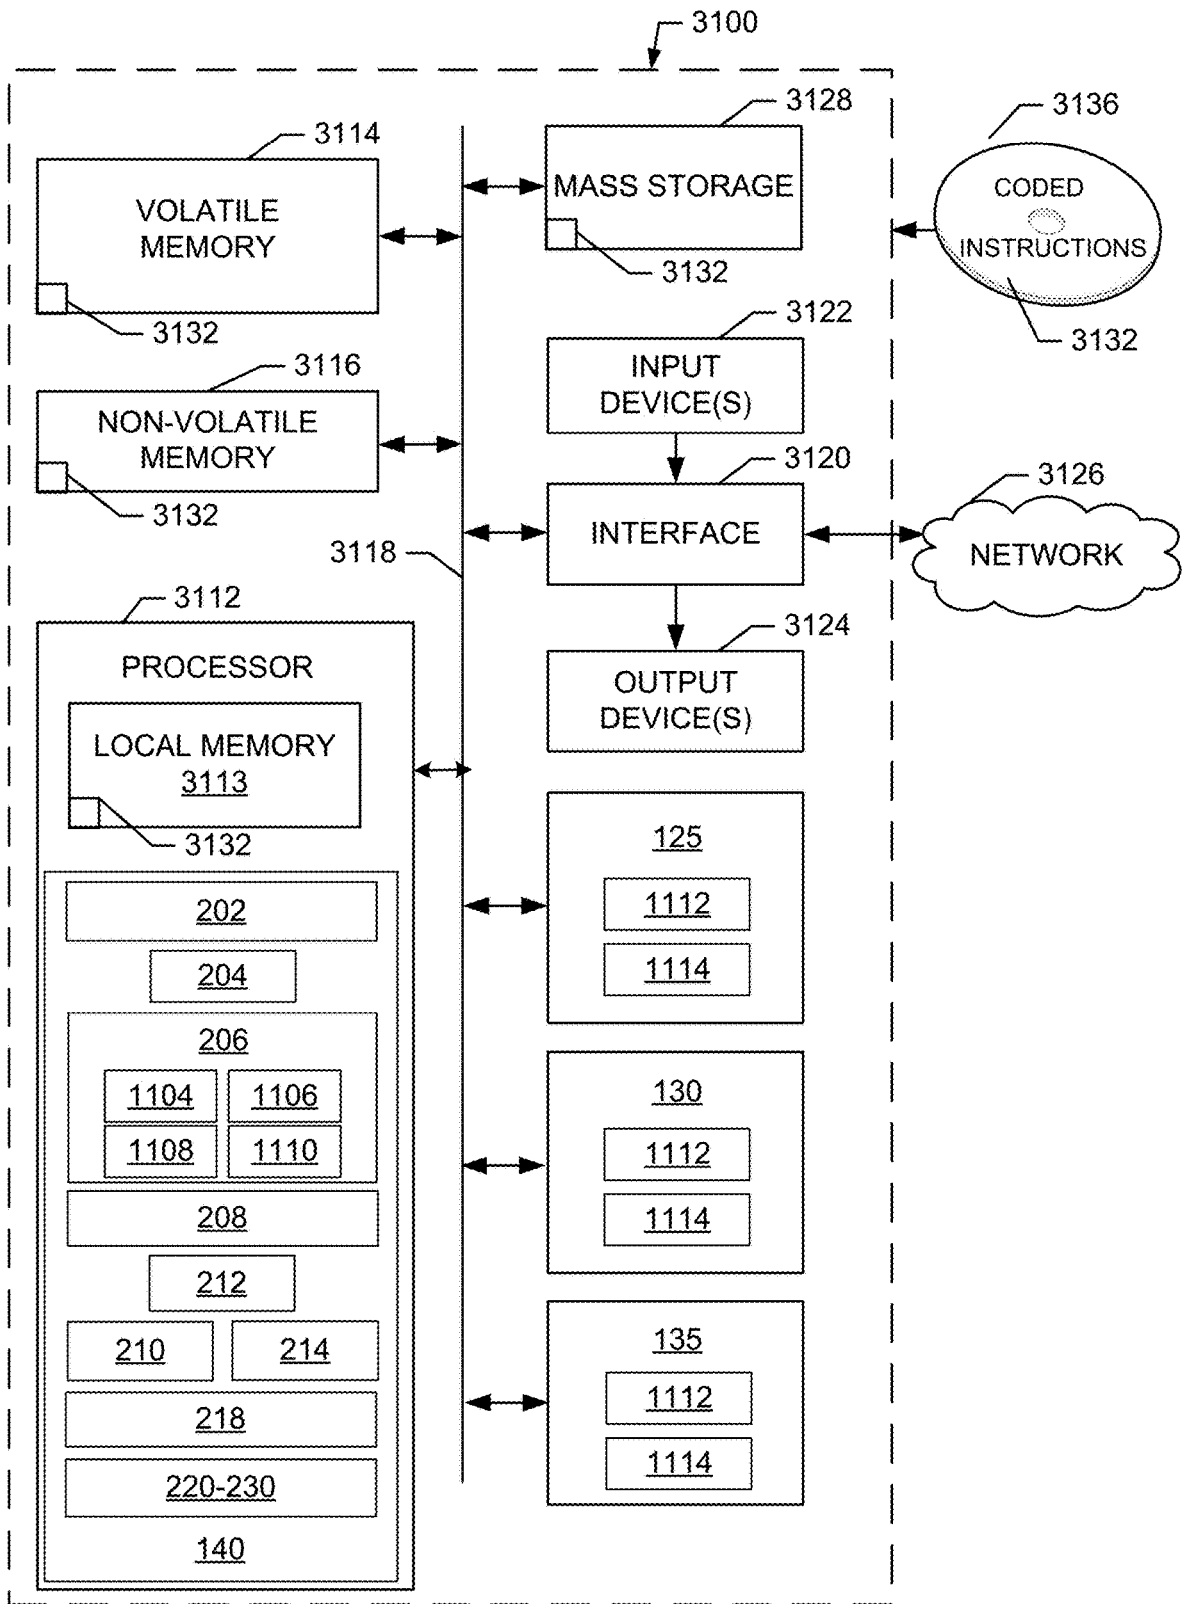 3100
3128
3136
3114
MASS STORAGE
CODED
INSTRUCTIONS
VOLATILE
MEMORY
3132
3132
3132
3122
3116
INPUT
DEVICE(S)
NON-VOLATILE
MEMORY
3132
3120
3126
INTERFACE
NETWORK
3118
3112
3124
PROCESSOR
OUTPUT
DEVICE(S)
LOCAL MEMORY
3113
3132
202
204
206
1104 1106
1108 1110
208
212
210 214
218
220-230
140
125
1112
1114
130
1112
1114
135
1112
1114